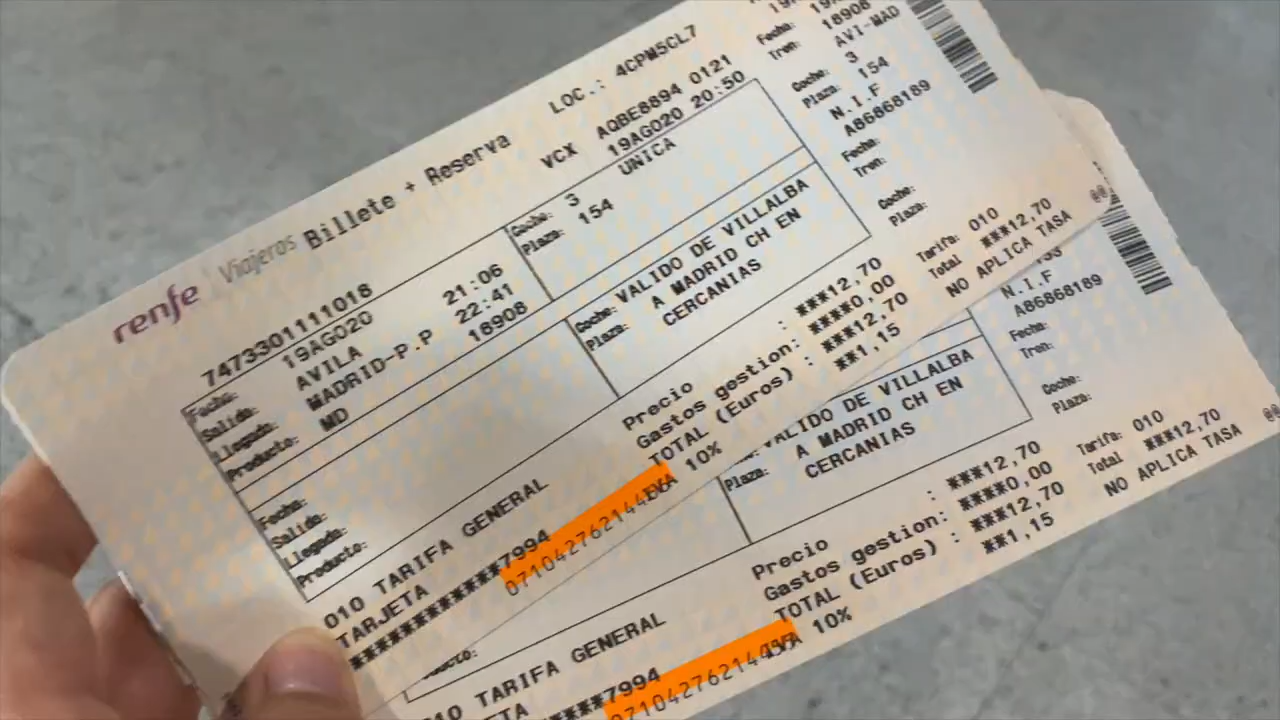 renfe Viajeros Billete + Reserva
LOC.: 4CPM5CL7
VCX AQBE8894 0121
19AGO20 20:50
7473301111018
Fecha: 19AGO20
Salida: AVILA 21:06
Llegada: MADRID-P.P 22:41
Producto: MD 18908
Coche: 3 UNICA
Plaza: 154
Fecha:
Salida:
Llegada:
Producto:
Coche: VALIDO DE VILLALBA
Plaza: A MADRID CH EN
CERCANIAS
010 TARIFA GENERAL
TARJETA
7994
Precio : ***12,70
Gastos gestion: ****0,00
TOTAL (Euros) : ***12,70
IVA 10% **1,15
Fecha:
Tren: 18908
AVI-MAD
Coche: 3
Plaza: 154
N.I.F
A86868189
Fecha:
Tren:
Coche:
Plaza:
Tarifa: 010
Total ***12,70
NO APLICA TASA
VALIDO DE VILLALBA
Plaza: A MADRID CH EN
CERCANIAS
010 TARIFA GENERAL
7994
Precio : ***12,70
Gastos gestion: ****0,00
TOTAL (Euros) : ***12,70
IVA 10% **1,15
N.I.F
A86868189
Fecha:
Tren:
Coche:
Plaza:
Tarifa: 010
Total ***12,70
NO APLICA TASA